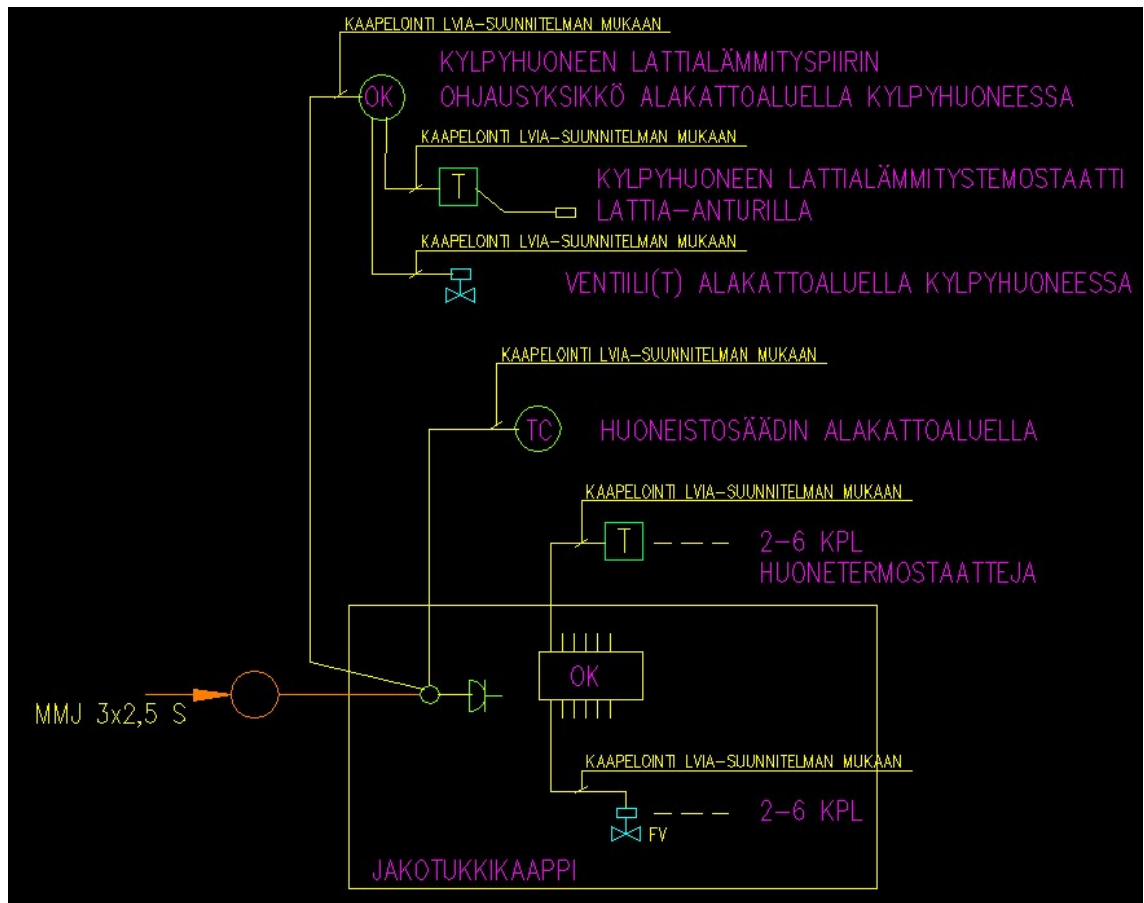 KAAPELOINTI LVIA-SUUNNITELMAN MUKAAN
KYLPYHUONEEN LATTIALÄMMITYSPIIRIN
OK
OHJAUSYKSIKKÖ ALAKATTOALUELLA KYLPYHUONEESSA
KAAPELOINTI LVIA-SUUNNITELMAN MUKAAN
T
KYLPYHUONEEN LATTIALÄMMITYSTEMOSTAATTI
LATTIA-ANTURILLA
KAAPELOINTI LVIA-SUUNNITELMAN MUKAAN
VENTIILI(T) ALAKATTOALUELLA KYLPYHUONEESSA
KAAPELOINTI LVIA-SUUNNITELMAN MUKAAN
TC
HUONEISTOSÄÄDIN ALAKATTOALUELLA
KAAPELOINTI LVIA-SUUNNITELMAN MUKAAN
T
2-6 KPL
HUONETERMOSTAATTEJA
OK
MMJ 3x2,5 S
KAAPELOINTI LVIA-SUUNNITELMAN MUKAAN
2-6 KPL
FV
JAKOTUKKIKAAPPI